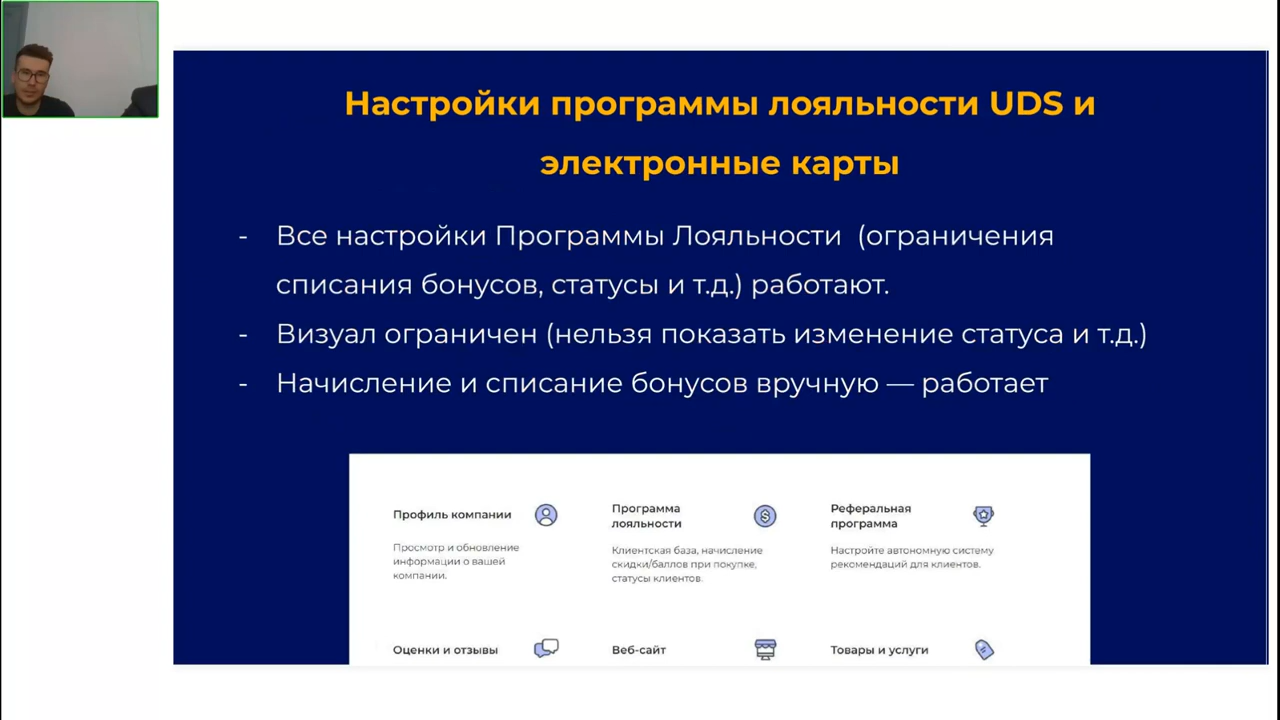 Настройки программы лояльности UDS и
электронные карты
- Все настройки Программы Лояльности (ограничения
списания бонусов, статусы и т.д.) работают.
- Визуал ограничен (нельзя показать изменение статуса и т.д.)
- Начисление и списание бонусов вручную — работает
Профиль компании
Просмотр и обновление
информации о вашей
компании.
Программа
лояльности
Клиентская база, начисление
скидки/баллов при покупке,
статусы клиентов.
Реферальная
программа
Настройте автономную систему
рекомендаций для клиентов.
Оценки и отзывы
Веб-сайт
Товары и услуги